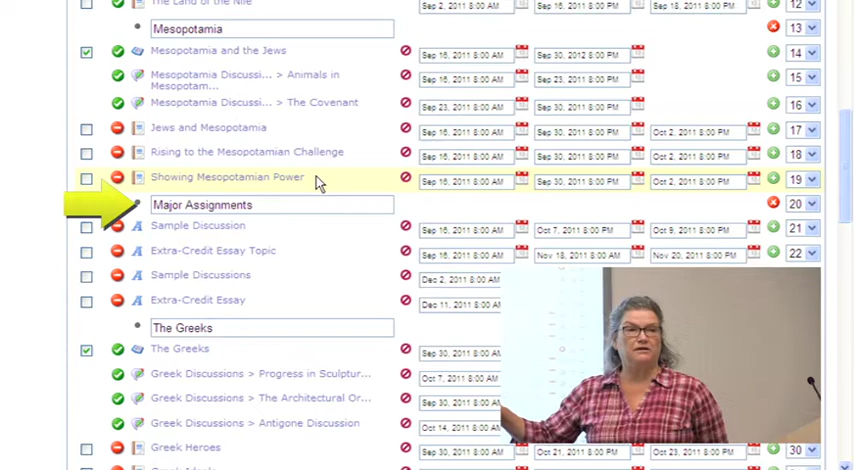 The Land of the Nile Sep 2, 2011 8:00 AM Sep 16, 2011 8:00 PM Sep 18, 2011 8:00 PM 12
Mesopotamia 13
Mesopotamia and the Jews Sep 16, 2011 8:00 AM Sep 30, 2012 8:00 PM 14
Mesopotamia Discussi... > Animals in
Mesopotam... Sep 16, 2011 8:00 AM Sep 23, 2011 8:00 PM 15
Mesopotamia Discussi... > The Covenant Sep 23, 2011 8:00 AM Sep 30, 2011 8:00 PM 16
Jews and Mesopotamia Sep 16, 2011 8:00 AM Sep 30, 2011 8:00 PM Oct 2, 2011 8:00 PM 17
Rising to the Mesopotamian Challenge Sep 16, 2011 8:00 AM Sep 30, 2011 8:00 PM Oct 2, 2011 8:00 PM 18
Showing Mesopotamian Power Sep 16, 2011 8:00 AM Sep 30, 2011 8:00 PM Oct 2, 2011 8:00 PM 19
Major Assignments 20
Sample Discussion Sep 16, 2011 8:00 AM Oct 7, 2011 8:00 PM Oct 9, 2011 8:00 PM 21
Extra-Credit Essay Topic Sep 16, 2011 8:00 AM Nov 18, 2011 8:00 PM Nov 20, 2011 8:00 PM 22
Sample Discussions Dec 2, 2011 8:00 AM
Extra-Credit Essay Dec 11, 2011 8:00 AM
The Greeks
The Greeks Sep 30, 2011 8:00 AM
Greek Discussions > Progress in Sculptur... Oct 7, 2011 8:00 AM
Greek Discussions > The Architectural Or... Sep 30, 2011 8:00 AM
Greek Discussions > Antigone Discussion Oct 14, 2011 8:00 AM
Greek Heroes Sep 30, 2011 8:00 AM Oct 21, 2011 8:00 PM Oct 23, 2011 8:00 PM 30